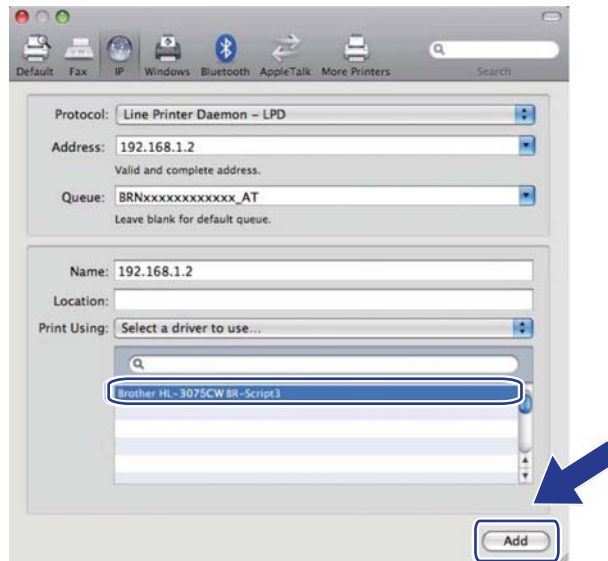 Default Fax IP Windows Bluetooth AppleTalk More Printers Search
Protocol: Line Printer Daemon – LPD
Address: 192.168.1.2
Valid and complete address.
Queue: BRNxxxxxxxxxxxx_AT
Leave blank for default queue.
Name: 192.168.1.2
Location:
Print Using: Select a driver to use...
Brother HL-3075CW BR-Script3
Add